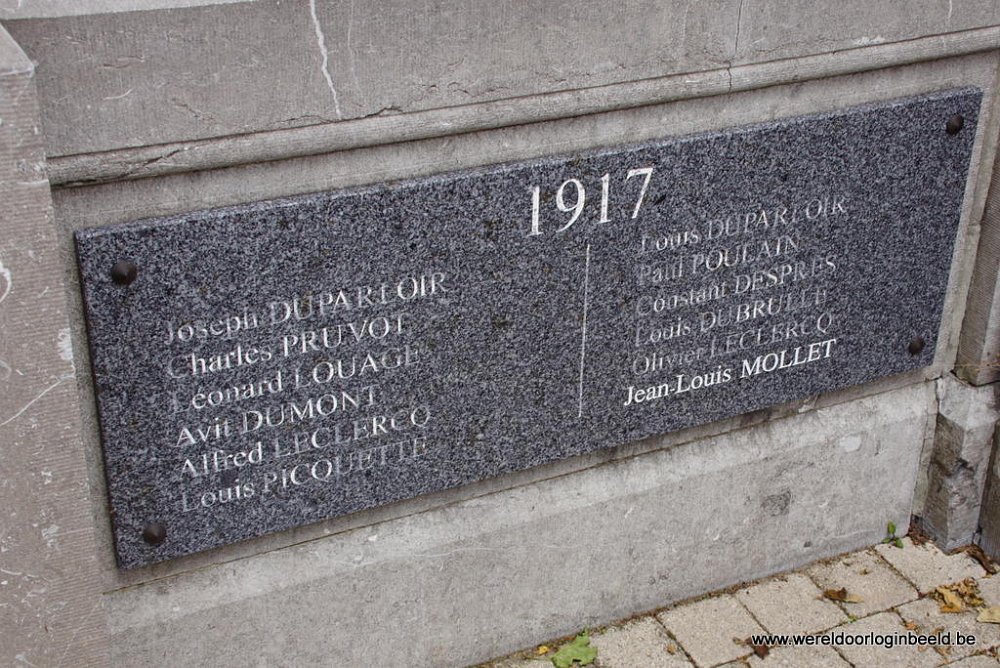 1917
Joseph DUPARLOIR
Charles PRUVOT
Léonard LOUAGE
Avit DUMONT
Alfred LECLERCQ
Louis PICQUETTE
Louis DUPARLOIR
Paul POULAIN
Constant DESPRES
Louis DUBRULLE
Olivier LECLERCQ
Jean-Louis MOLLET
www.wereldoorloginbeeld.be